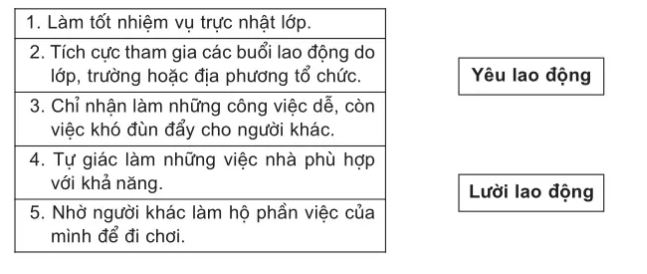 1. Làm tốt nhiệm vụ trực nhật lớp.
2. Tích cực tham gia các buổi lao động do
lớp, trường hoặc địa phương tổ chức.
3. Chỉ nhận làm những công việc dễ, còn
việc khó đùn đẩy cho người khác.
4. Tự giác làm những việc nhà phù hợp
với khả năng.
5. Nhờ người khác làm hộ phần việc của
mình để đi chơi.
Yêu lao động
Lười lao động